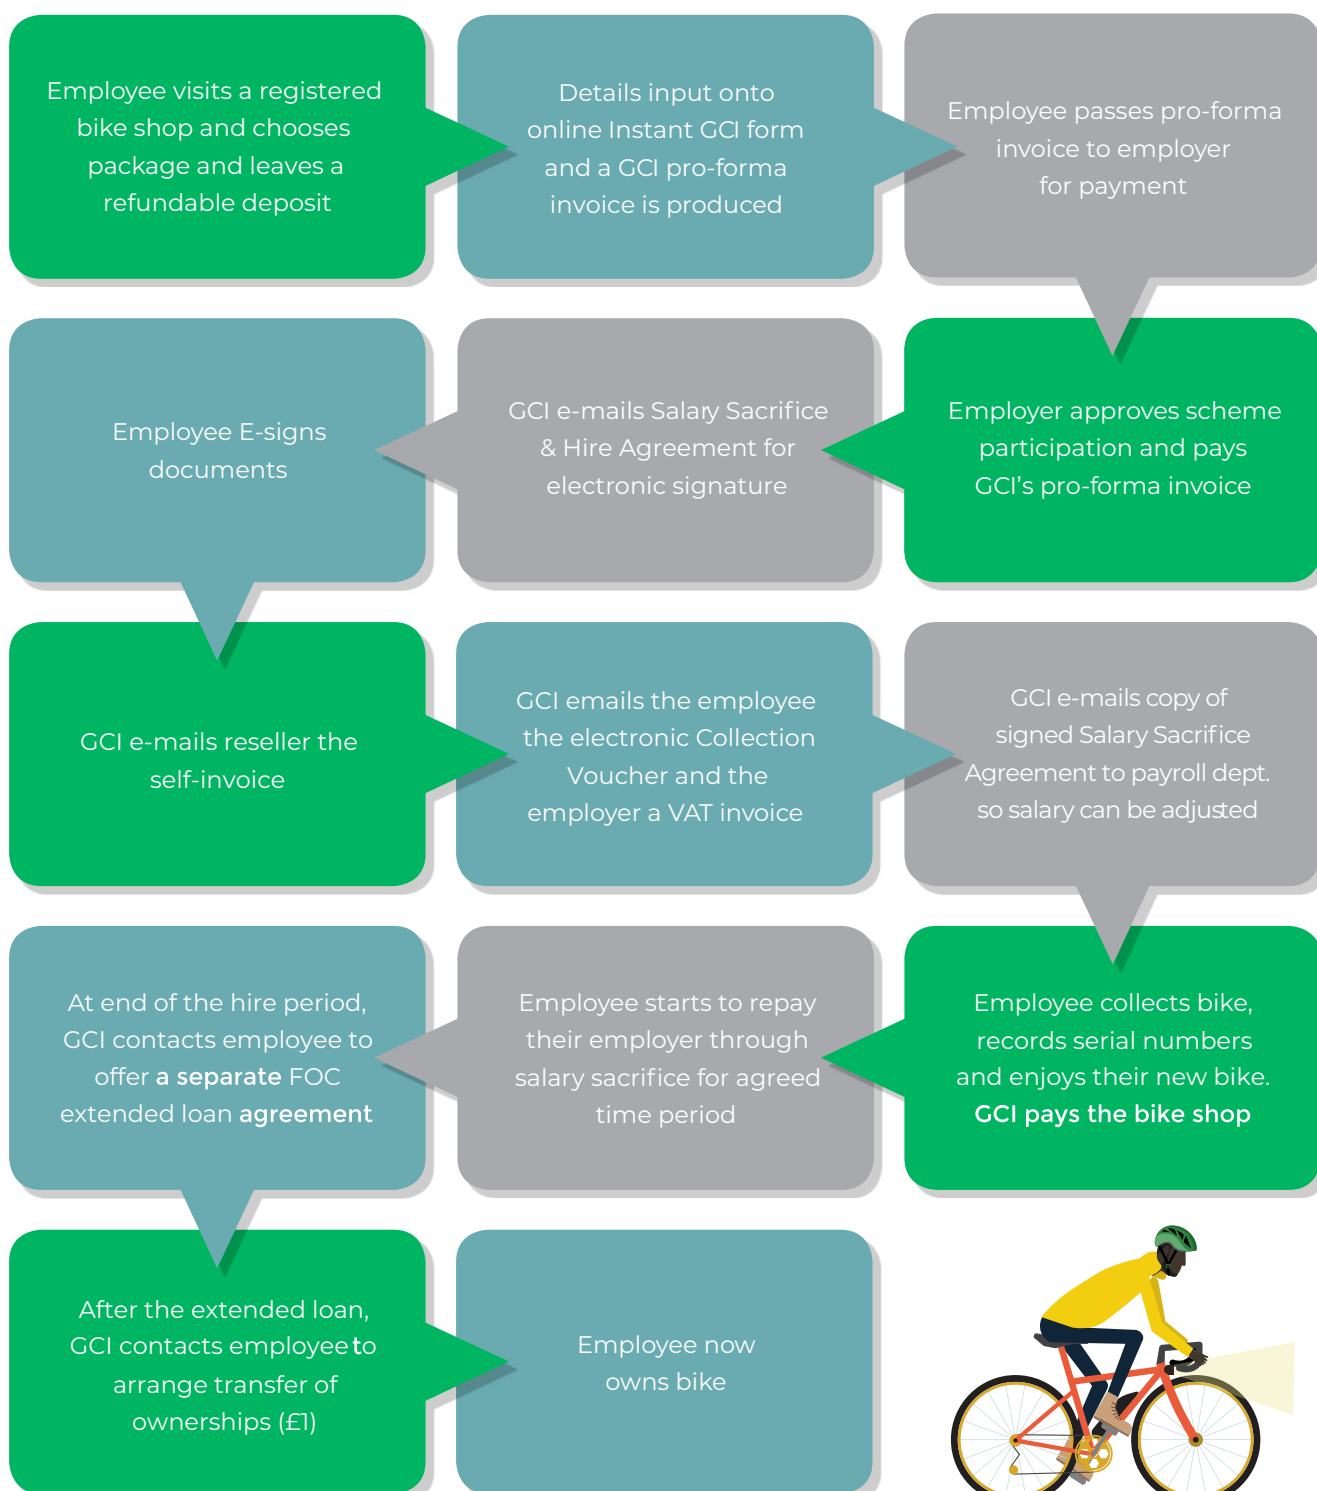 Employee visits a registered
bike shop and chooses
package and leaves a
refundable deposit
Details input onto
online Instant GCI form
and a GCI pro-forma
invoice is produced
Employee passes pro-forma
invoice to employer
for payment
Employer approves scheme
participation and pays
GCI’s pro-forma invoice
GCI e-mails Salary Sacrifice
& Hire Agreement for
electronic signature
Employee E-signs
documents
GCI e-mails reseller the
self-invoice
GCI emails the employee
the electronic Collection
Voucher and the
employer a VAT invoice
GCI e-mails copy of
signed Salary Sacrifice
Agreement to payroll dept.
so salary can be adjusted
Employee collects bike,
records serial numbers
and enjoys their new bike.
GCI pays the bike shop
Employee starts to repay
their employer through
salary sacrifice for agreed
time period
At end of the hire period,
GCI contacts employee to
offer a separate FOC
extended loan agreement
After the extended loan,
GCI contacts employee to
arrange transfer of
ownerships (£1)
Employee now
owns bike